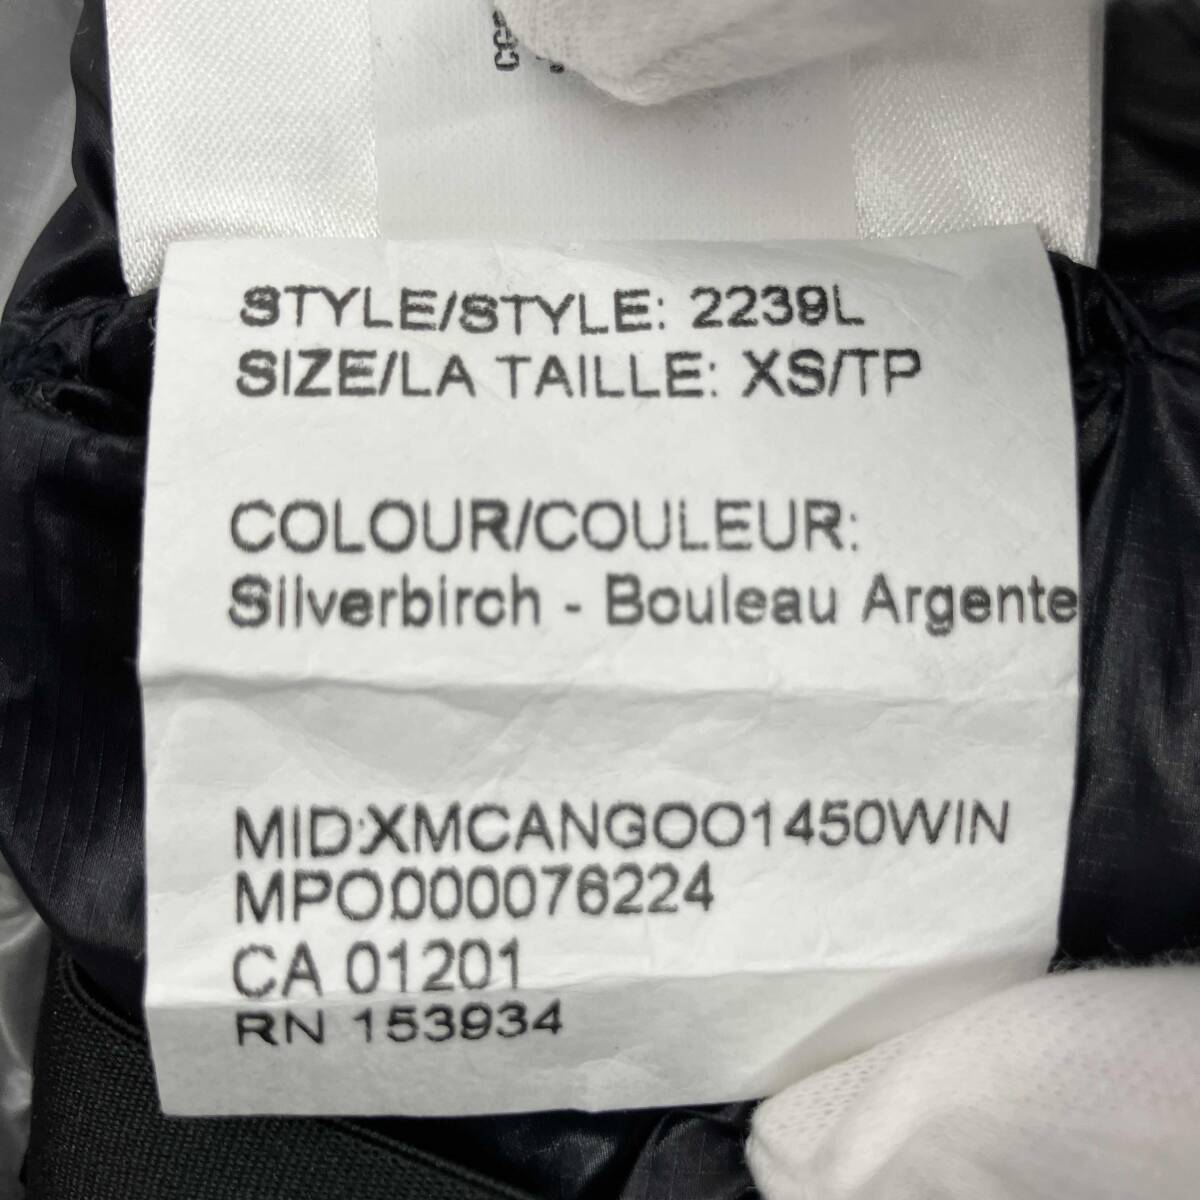 STYLE/STYLE: 2239L
SIZE/LA TAILLE: XS/TP
COLOUR/COULEUR:
Silverbirch - Bouleau Argente
MID:XMCANGOO1450WIN
MPO0000076224
CA 01201
RN 153934